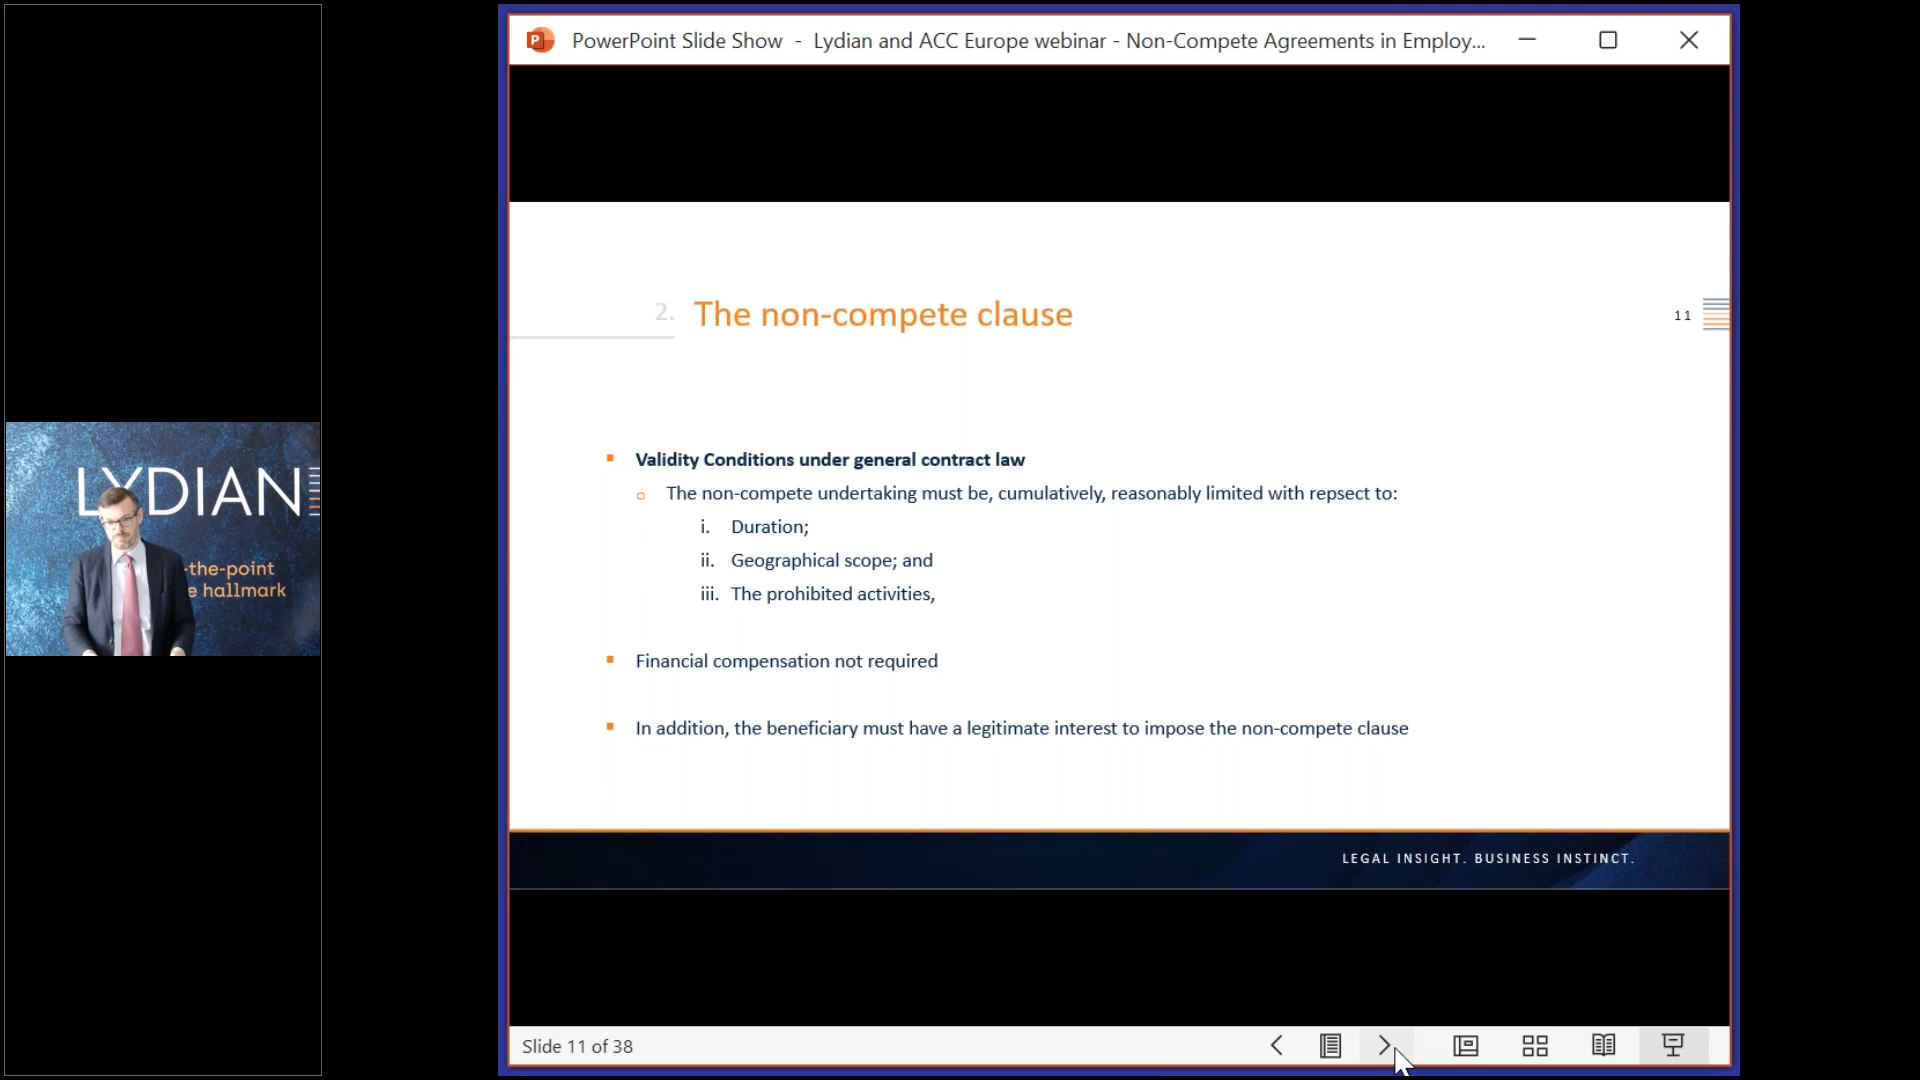 PowerPoint Slide Show - Lydian and ACC Europe webinar - Non-Compete Agreements in Employ...
2. The non-compete clause
11
Validity Conditions under general contract law
The non-compete undertaking must be, cumulatively, reasonably limited with repsect to:
i. Duration;
ii. Geographical scope; and
iii. The prohibited activities,
Financial compensation not required
In addition, the beneficiary must have a legitimate interest to impose the non-compete clause
LEGAL INSIGHT. BUSINESS INSTINCT.
Slide 11 of 38
LYDIAN
-the-point
e hallmark